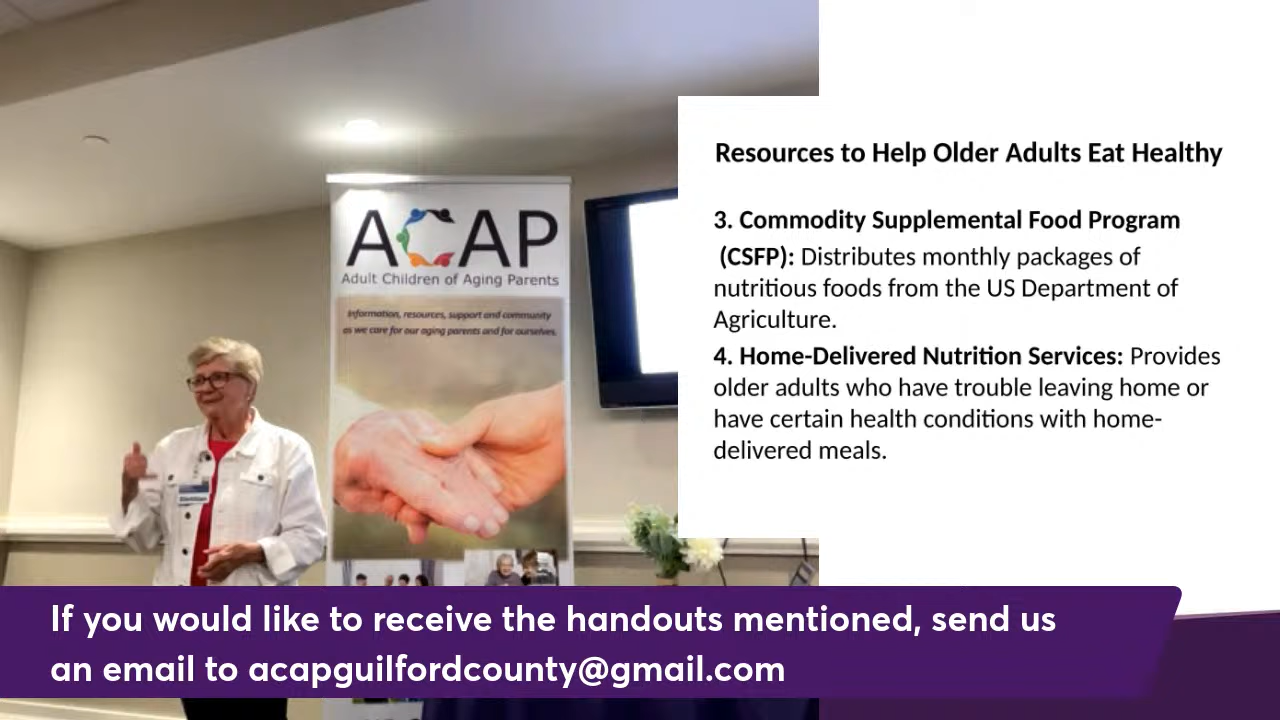 ACAP
Adult Children of Aging Parents
Information, resources, support and community
as we care for our aging parents and for ourselves.
Resources to Help Older Adults Eat Healthy
3. Commodity Supplemental Food Program
(CSFP): Distributes monthly packages of
nutritious foods from the US Department of
Agriculture.
4. Home-Delivered Nutrition Services: Provides
older adults who have trouble leaving home or
have certain health conditions with home-
delivered meals.
If you would like to receive the handouts mentioned, send us
an email to acapguilfordcounty@gmail.com